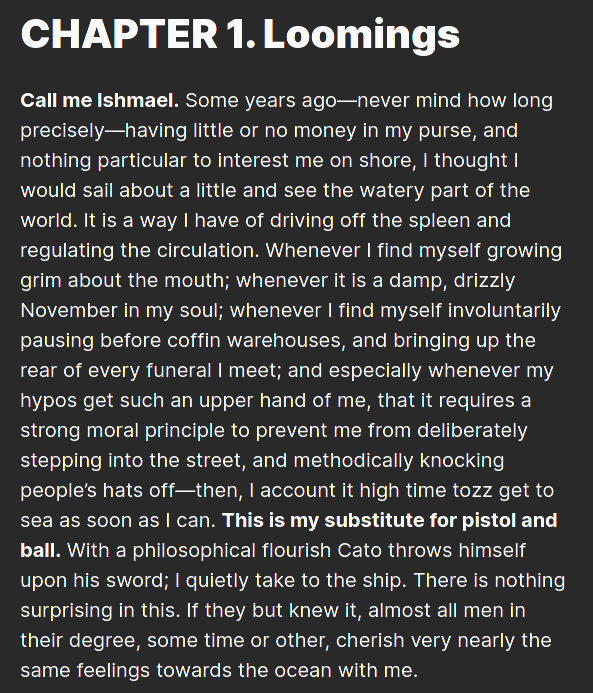 CHAPTER 1. Loomings
Call me Ishmael. Some years ago—never mind how long
precisely—having little or no money in my purse, and
nothing particular to interest me on shore, I thought I
would sail about a little and see the watery part of the
world. It is a way I have of driving off the spleen and
regulating the circulation. Whenever I find myself growing
grim about the mouth; whenever it is a damp, drizzly
November in my soul; whenever I find myself involuntarily
pausing before coffin warehouses, and bringing up the
rear of every funeral I meet; and especially whenever my
hypos get such an upper hand of me, that it requires a
strong moral principle to prevent me from deliberately
stepping into the street, and methodically knocking
people’s hats off—then, I account it high time tozz get to
sea as soon as I can. This is my substitute for pistol and
ball. With a philosophical flourish Cato throws himself
upon his sword; I quietly take to the ship. There is nothing
surprising in this. If they but knew it, almost all men in
their degree, some time or other, cherish very nearly the
same feelings towards the ocean with me.